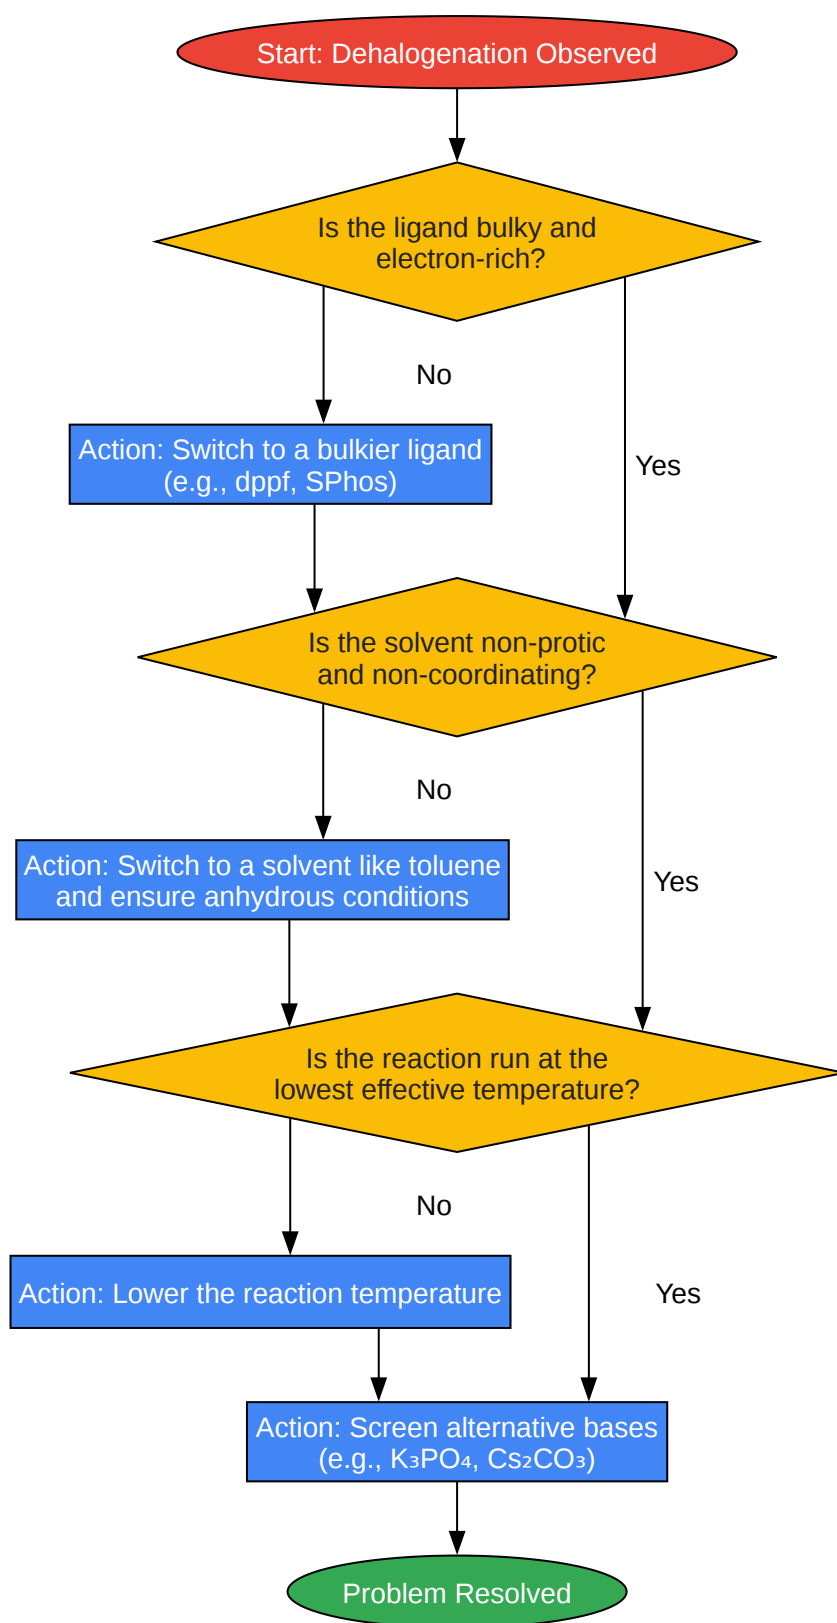 Start: Dehalogenation Observed
Is the ligand bulky and
electron-rich?
No
Action: Switch to a bulkier ligand
(e.g., dppf, SPhos)
Yes
Is the solvent non-protic
and non-coordinating?
No
Action: Switch to a solvent like toluene
and ensure anhydrous conditions
Yes
Is the reaction run at the
lowest effective temperature?
No
Action: Lower the reaction temperature
Yes
Action: Screen alternative bases
(e.g., K₃PO₄, Cs₂CO₃)
Problem Resolved